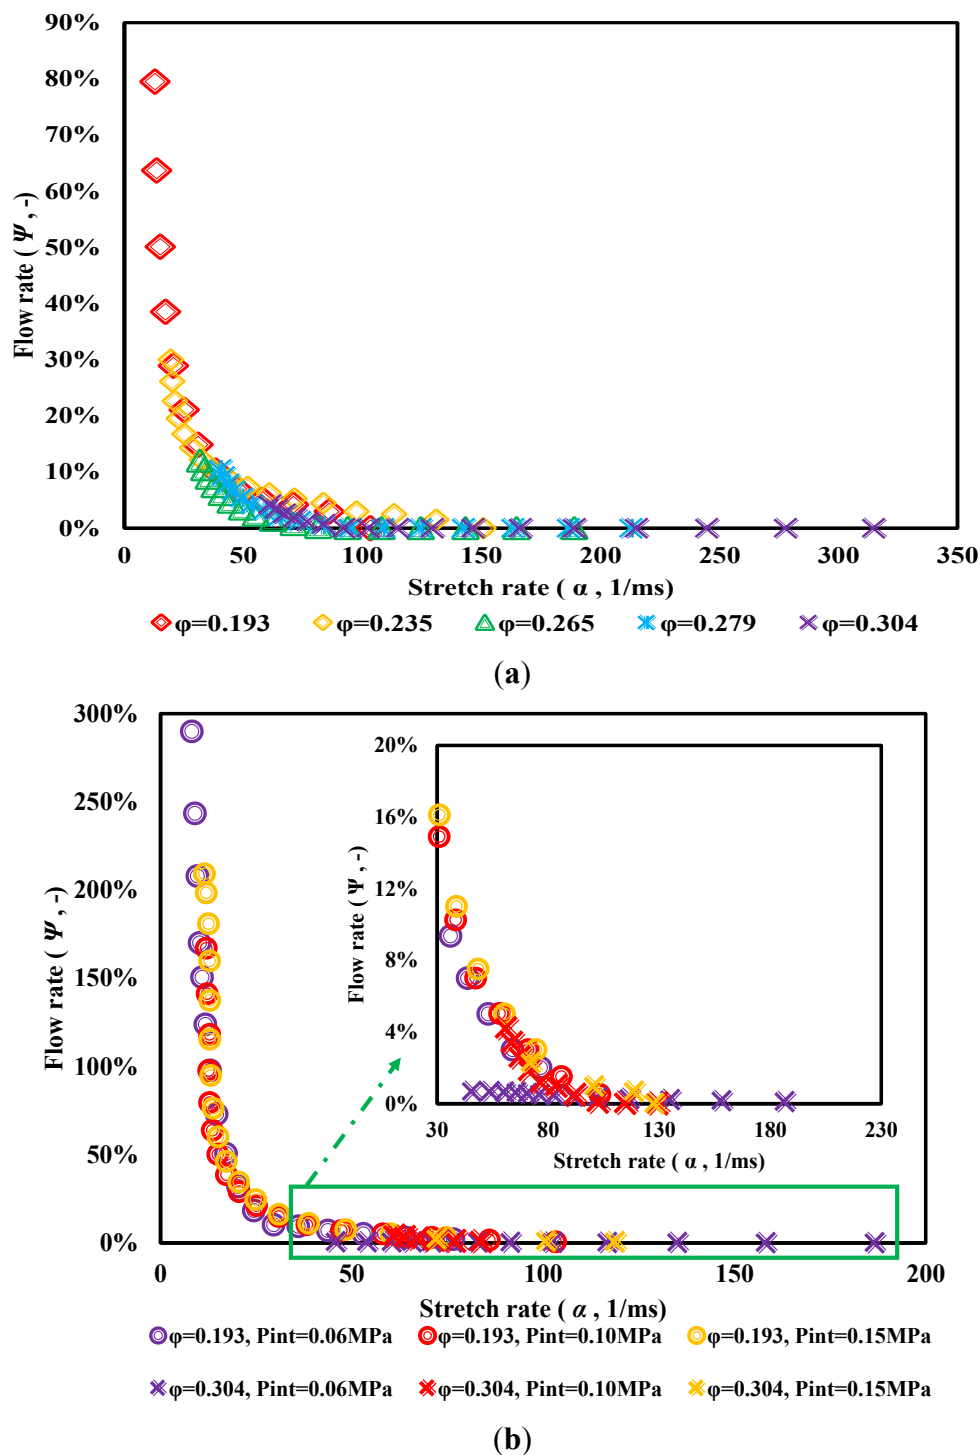 90%
80%
70%
60%
50%
40%
30%
20%
10%
0%
Flow rate ( Ψ , -)
0 50 100 150 200 250 300 350
Stretch rate ( α , 1/ms)
φ=0.193 φ=0.235 φ=0.265 φ=0.279 φ=0.304
(a)
300%
250%
200%
150%
100%
50%
0%
Flow rate ( Ψ , -)
20%
16%
12%
8%
4%
0%
Flow rate ( Ψ , -)
30 80 130 180 230
Stretch rate ( α , 1/ms)
0 50 100 150 200
Stretch rate ( α , 1/ms)
φ=0.193, Pint=0.06MPa φ=0.193, Pint=0.10MPa φ=0.193, Pint=0.15MPa
φ=0.304, Pint=0.06MPa φ=0.304, Pint=0.10MPa φ=0.304, Pint=0.15MPa
(b)